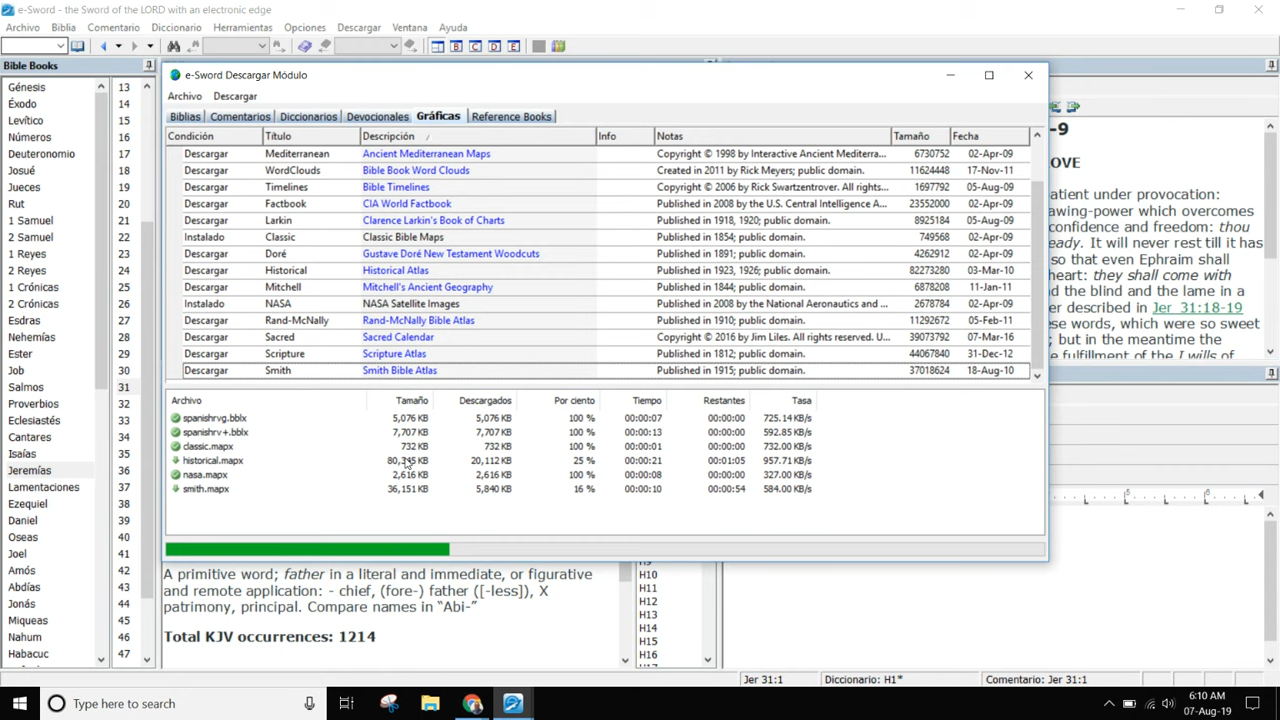 e-Sword - the Sword of the LORD with an electronic edge
Archivo Biblia Comentario Diccionario Herramientas Opciones Descargar Ventana Ayuda
B C D E
Bible Books
Génesis
Éxodo
Levítico
Números
Deuteronomio
Josué
Jueces
Rut
1 Samuel
2 Samuel
1 Reyes
2 Reyes
1 Crónicas
2 Crónicas
Esdras
Nehemías
Ester
Job
Salmos
Proverbios
Eclesiastés
Cantares
Isaías
Jeremías
Lamentaciones
Ezequiel
Daniel
Oseas
Joel
Amós
Abdías
Jonás
Miqueas
Nahum
Habacuc
13
14
15
16
17
18
19
20
21
22
23
24
25
26
27
28
29
30
31
32
33
34
35
36
37
38
39
40
41
42
43
44
45
46
47
e-Sword Descargar Módulo
Archivo Descargar
Biblias Comentarios Diccionarios Devocionales Gráficas Reference Books
Condición Título Descripción / Info Notas Tamaño Fecha
Descargar Mediterranean Ancient Mediterranean Maps Copyright © 1998 by Interactive Ancient Mediterra... 6730752 02-Apr-09
Descargar WordClouds Bible Book Word Clouds Created in 2011 by Rick Meyers; public domain. 11624448 17-Nov-11
Descargar Timelines Bible Timelines Copyright © 2006 by Rick Swartzentrover. All rights... 1697792 05-Aug-09
Descargar Factbook CIA World Factbook Published in 2008 by the U.S. Central Intelligence A... 23552000 02-Apr-09
Descargar Larkin Clarence Larkin's Book of Charts Published in 1918, 1920; public domain. 8925184 05-Aug-09
Instalado Classic Classic Bible Maps Published in 1854; public domain. 749568 02-Apr-09
Descargar Doré Gustave Doré New Testament Woodcuts Published in 1891; public domain. 4262912 02-Apr-09
Descargar Historical Historical Atlas Published in 1923, 1926; public domain. 82273280 03-Mar-10
Descargar Mitchell Mitchell's Ancient Geography Published in 1844; public domain. 6878208 11-Jan-11
Instalado NASA NASA Satellite Images Published in 2008 by the National Aeronautics and ... 2678784 02-Apr-09
Descargar Rand-McNally Rand-McNally Bible Atlas Published in 1910; public domain. 11292672 05-Feb-11
Descargar Sacred Sacred Calendar Copyright © 2016 by Jim Liles. All rights reserved. U... 39073792 07-Mar-16
Descargar Scripture Scripture Atlas Published in 1812; public domain. 44067840 31-Dec-12
Descargar Smith Smith Bible Atlas Published in 1915; public domain. 37018624 18-Aug-10
Archivo Tamaño Descargados Por ciento Tiempo Restantes Tasa
spanishrvg.bblx 5,076 KB 5,076 KB 100 % 00:00:07 00:00:00 725.14 KB/s
spanishrv+.bblx 7,707 KB 7,707 KB 100 % 00:00:13 00:00:00 592.85 KB/s
classic.mapx 732 KB 732 KB 100 % 00:00:01 00:00:00 732.00 KB/s
historical.mapx 80,345 KB 20,112 KB 25 % 00:00:21 00:01:05 957.71 KB/s
nasa.mapx 2,616 KB 2,616 KB 100 % 00:00:08 00:00:00 327.00 KB/s
smith.mapx 36,151 KB 5,840 KB 16 % 00:00:10 00:00:54 584.00 KB/s
-9
OVE
atient under provocation:
awing-power which overcomes
confidence and freedom: thou
eady. It will never rest till it has
so that even Ephraim shall
heart: they shall come with
nd the blind and the lame in a
er described in Jer_31:18-19
ese words, which were so sweet
; but in the meantime the
e fulfillment of the I wills of
A primitive word; father in a literal and immediate, or figurative
and remote application: - chief, (fore-) father ([-less]), X
patrimony, principal. Compare names in “Abi-”
Total KJV occurrences: 1214
H10
H11
H12
H13
H14
H15
H16
5 6
Jer 31:1 Diccionario: H1* Comentario: Jer 31:1
Type here to search
6:10 AM
07-Aug-19